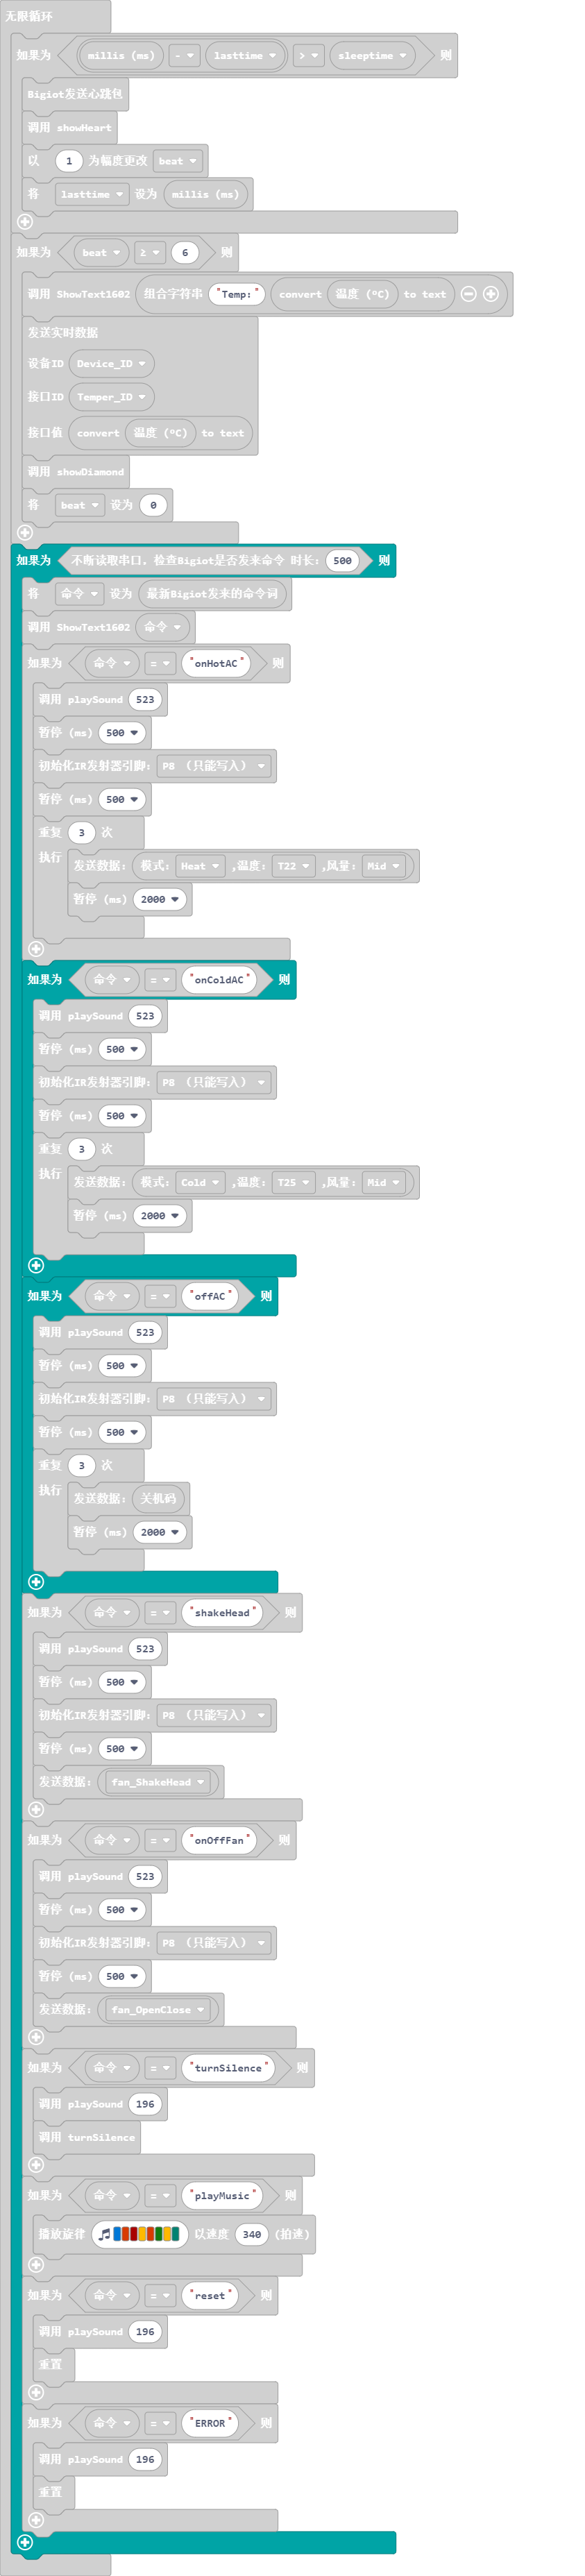 无限循环
如果为 millis (ms) - lasttime > sleeptime 则
Bigiot发送心跳包
调用 showHeart
以 1 为幅度更改 beat
将 lasttime 设为 millis (ms)
如果为 beat ≥ 6 则
调用 ShowText1602 组合字符串 "Temp:" convert 温度 (°C) to text
发送实时数据
设备ID Device_ID
接口ID Temper_ID
接口值 convert 温度 (°C) to text
调用 showDiamond
将 beat 设为 0
如果为 不断读取串口，检查Bigiot是否发来命令 时长: 500 则
将 命令 设为 最新Bigiot发来的命令词
调用 ShowText1602 命令
如果为 命令 = "onHotAC" 则
调用 playSound 523
暂停 (ms) 500
初始化IR发射器引脚: P8 (只能写入)
暂停 (ms) 500
重复 3 次
执行 发送数据: 模式: Heat ,温度: T22 ,风量: Mid
暂停 (ms) 2000
如果为 命令 = "onColdAC" 则
调用 playSound 523
暂停 (ms) 500
初始化IR发射器引脚: P8 (只能写入)
暂停 (ms) 500
重复 3 次
执行 发送数据: 模式: Cold ,温度: T25 ,风量: Mid
暂停 (ms) 2000
如果为 命令 = "offAC" 则
调用 playSound 523
暂停 (ms) 500
初始化IR发射器引脚: P8 (只能写入)
暂停 (ms) 500
重复 3 次
执行 发送数据: 关机码
暂停 (ms) 2000
如果为 命令 = "shakeHead" 则
调用 playSound 523
暂停 (ms) 500
初始化IR发射器引脚: P8 (只能写入)
暂停 (ms) 500
发送数据: fan_ShakeHead
如果为 命令 = "onOffFan" 则
调用 playSound 523
暂停 (ms) 500
初始化IR发射器引脚: P8 (只能写入)
暂停 (ms) 500
发送数据: fan_OpenClose
如果为 命令 = "turnSilence" 则
调用 playSound 196
调用 turnSilence
如果为 命令 = "playMusic" 则
播放旋律 以速度 340 (拍速)
如果为 命令 = "reset" 则
调用 playSound 196
重置
如果为 命令 = "ERROR" 则
调用 playSound 196
重置